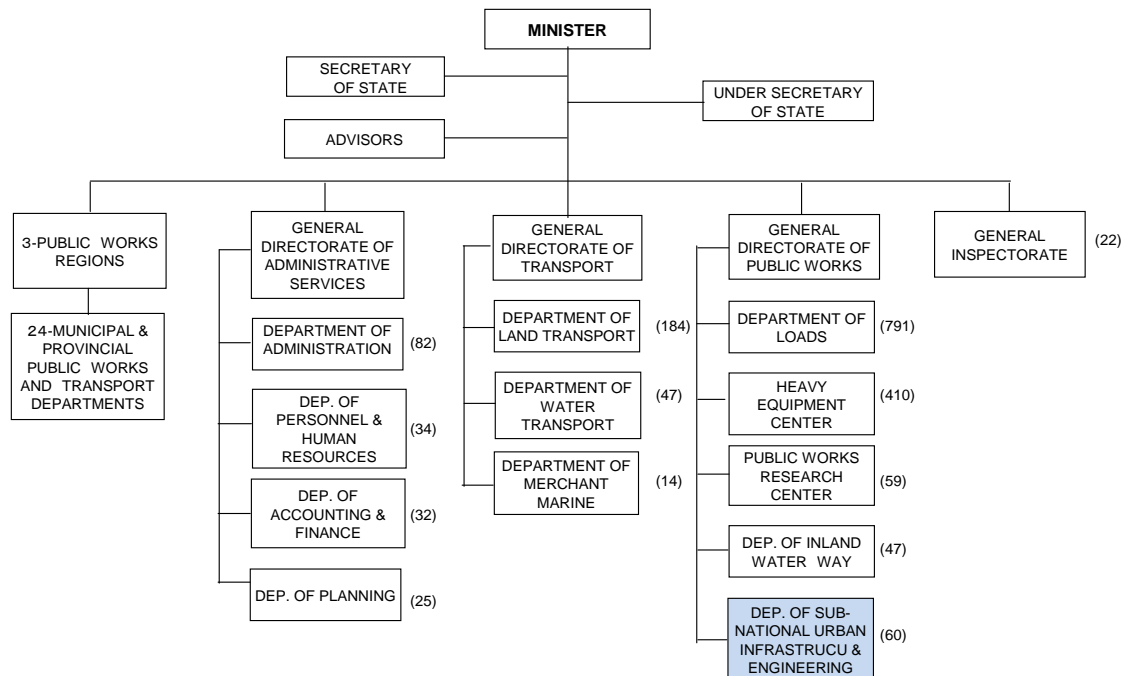 MINISTER
SECRETARY
OF STATE
UNDER SECRETARY
OF STATE
ADVISORS
3-PUBLIC WORKS
REGIONS
24-MUNICIPAL &
PROVINCIAL
PUBLIC WORKS
AND TRANSPORT
DEPARTMENTS
GENERAL
DIRECTORATE OF
ADMINISTRATIVE
SERVICES
DEPARTMENT OF
ADMINISTRATION
(82)
DEP. OF
PERSONNEL &
HUMAN
RESOURCES
(34)
DEP. OF
ACCOUNTING &
FINANCE
(32)
DEP. OF PLANNING
(25)
GENERAL
DIRECTORATE OF
TRANSPORT
DEPARTMENT OF
LAND TRANSPORT
(184)
DEPARTMENT OF
WATER
TRANSPORT
(47)
DEPARTMENT OF
MERCHANT
MARINE
(14)
GENERAL
DIRECTORATE OF
PUBLIC WORKS
DEPARTMENT OF
LOADS
(791)
HEAVY
EQUIPMENT
CENTER
(410)
PUBLIC WORKS
RESEARCH
CENTER
(59)
DEP. OF INLAND
WATER WAY
(47)
DEP. OF SUB-
NATIONAL URBAN
INFRASTRUCU &
ENGINEERING
(60)
GENERAL
INSPECTORATE
(22)